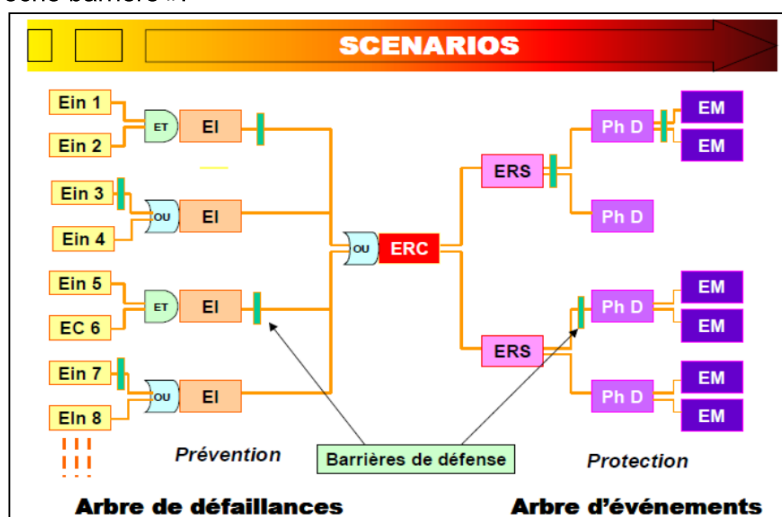 SCENARIOS
Ein 1
Ein 2
ET
EI
Ein 3
Ein 4
OU
EI
Ein 5
EC 6
ET
EI
Ein 7
EIn 8
OU
EI
OU
ERC
ERS
ERS
Ph D
Ph D
Ph D
Ph D
EM
EM
EM
EM
EM
EM
Prévention
Barrières de défense
Protection
Arbre de défaillances
Arbre d'événements